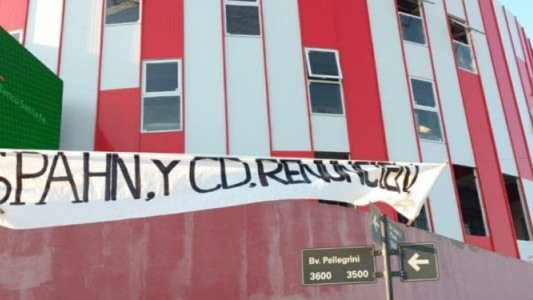 SPAHN, Y CD. RENUNCIEN
Bv. Pellegrini
3600 3500